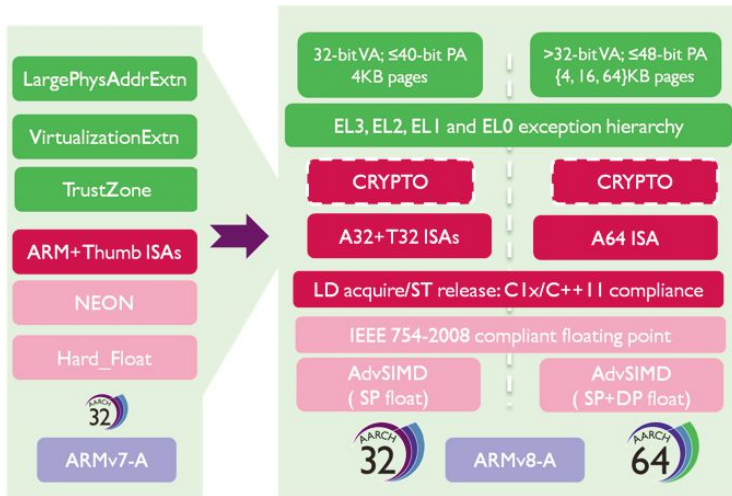 LargePhysAddrExtn
VirtualizationExtn
TrustZone
ARM+Thumb ISAs
NEON
Hard_Float
AARCH
32
ARMv7-A
32-bit VA; ≤40-bit PA
4KB pages
>32-bit VA; ≤48-bit PA
{4, 16, 64}KB pages
EL3, EL2, EL1 and EL0 exception hierarchy
CRYPTO
CRYPTO
A32+T32 ISAs
A64 ISA
LD acquire/ST release: C1x/C++11 compliance
IEEE 754-2008 compliant floating point
AdvSIMD
( SP float)
AdvSIMD
( SP+DP float)
AARCH
32
ARMv8-A
AARCH
64